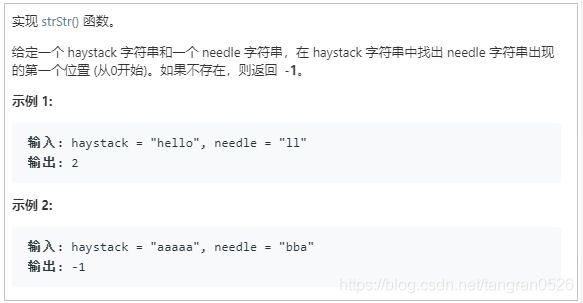 实现 strStr() 函数。
给定一个 haystack 字符串和一个 needle 字符串，在 haystack 字符串中找出 needle 字符串出现
的第一个位置 (从0开始)。如果不存在，则返回 -1。
示例 1:
输入: haystack = "hello", needle = "ll"
输出: 2
示例 2:
输入: haystack = "aaaaa", needle = "bba"
输出: -1
https://blog.csdn.net/tangran0526